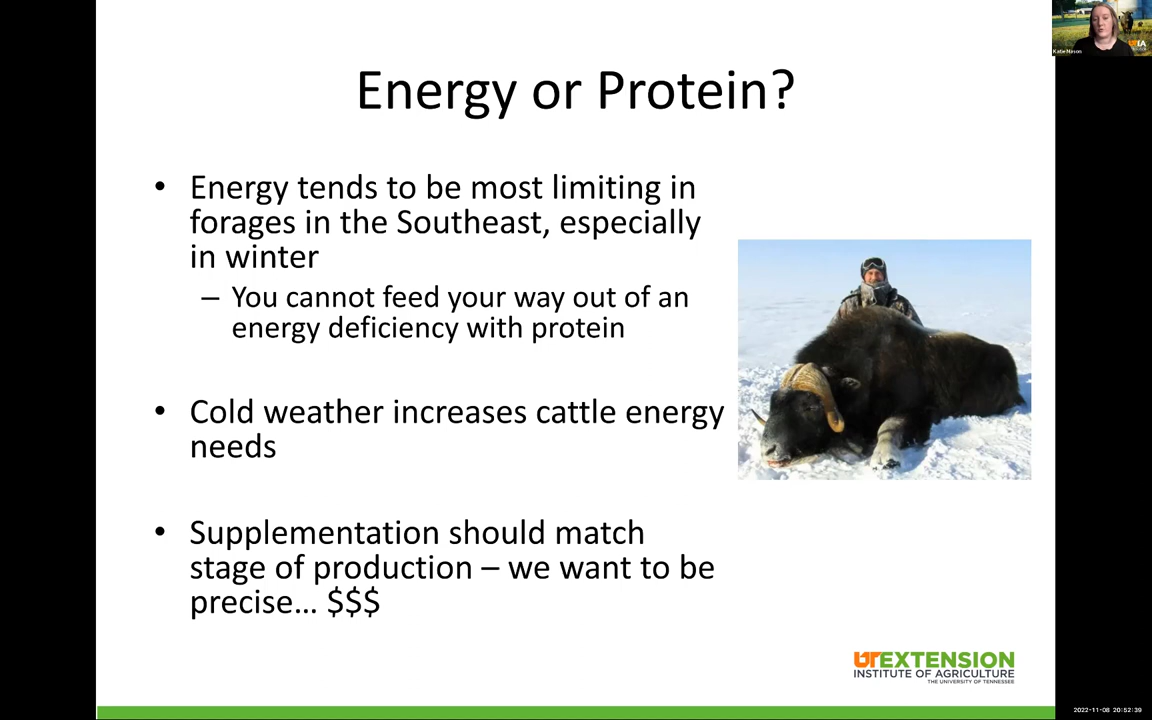 Energy or Protein?
• Energy tends to be most limiting in
forages in the Southeast, especially
in winter
– You cannot feed your way out of an
energy deficiency with protein
• Cold weather increases cattle energy
needs
• Supplementation should match
stage of production – we want to be
precise... $$$
UT EXTENSION
INSTITUTE OF AGRICULTURE
THE UNIVERSITY OF TENNESSEE
Katie Mason
UTIA
2022-11-08 20:52:39